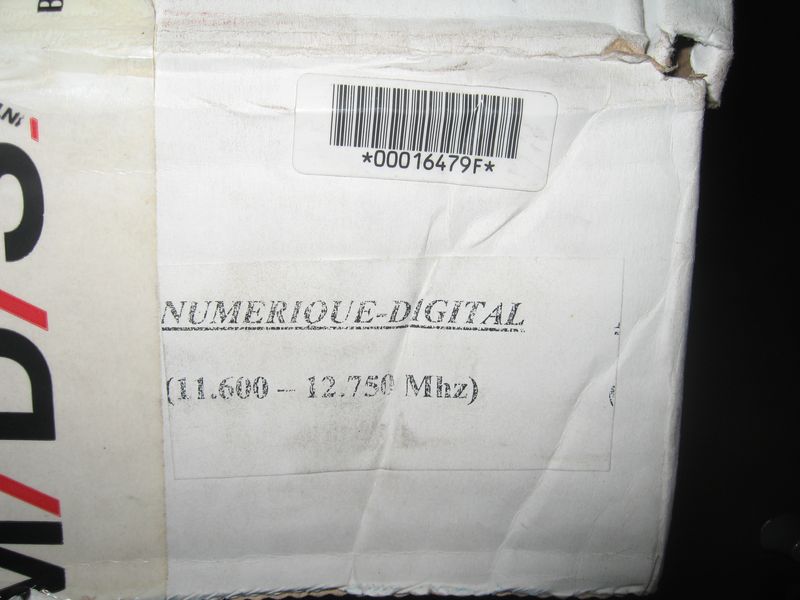 *00016479F*
NUMERIQUE-DIGITAL
(11.600 – 12.750 Mhz)
M/D/S